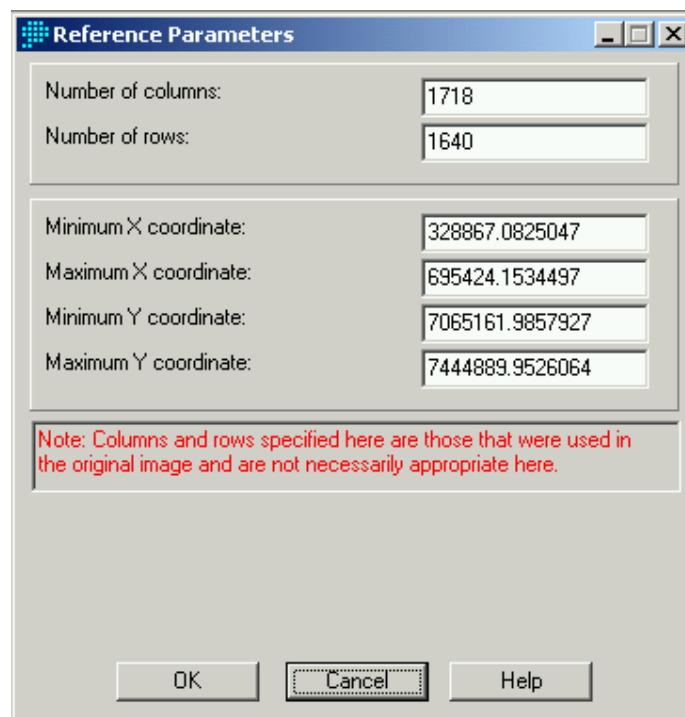 Reference Parameters
Number of columns: 1718
Number of rows: 1640
Minimum X coordinate: 328867.0825047
Maximum X coordinate: 695424.1534497
Minimum Y coordinate: 7065161.9857927
Maximum Y coordinate: 7444889.9526064
Note: Columns and rows specified here are those that were used in
the original image and are not necessarily appropriate here.
OK Cancel Help